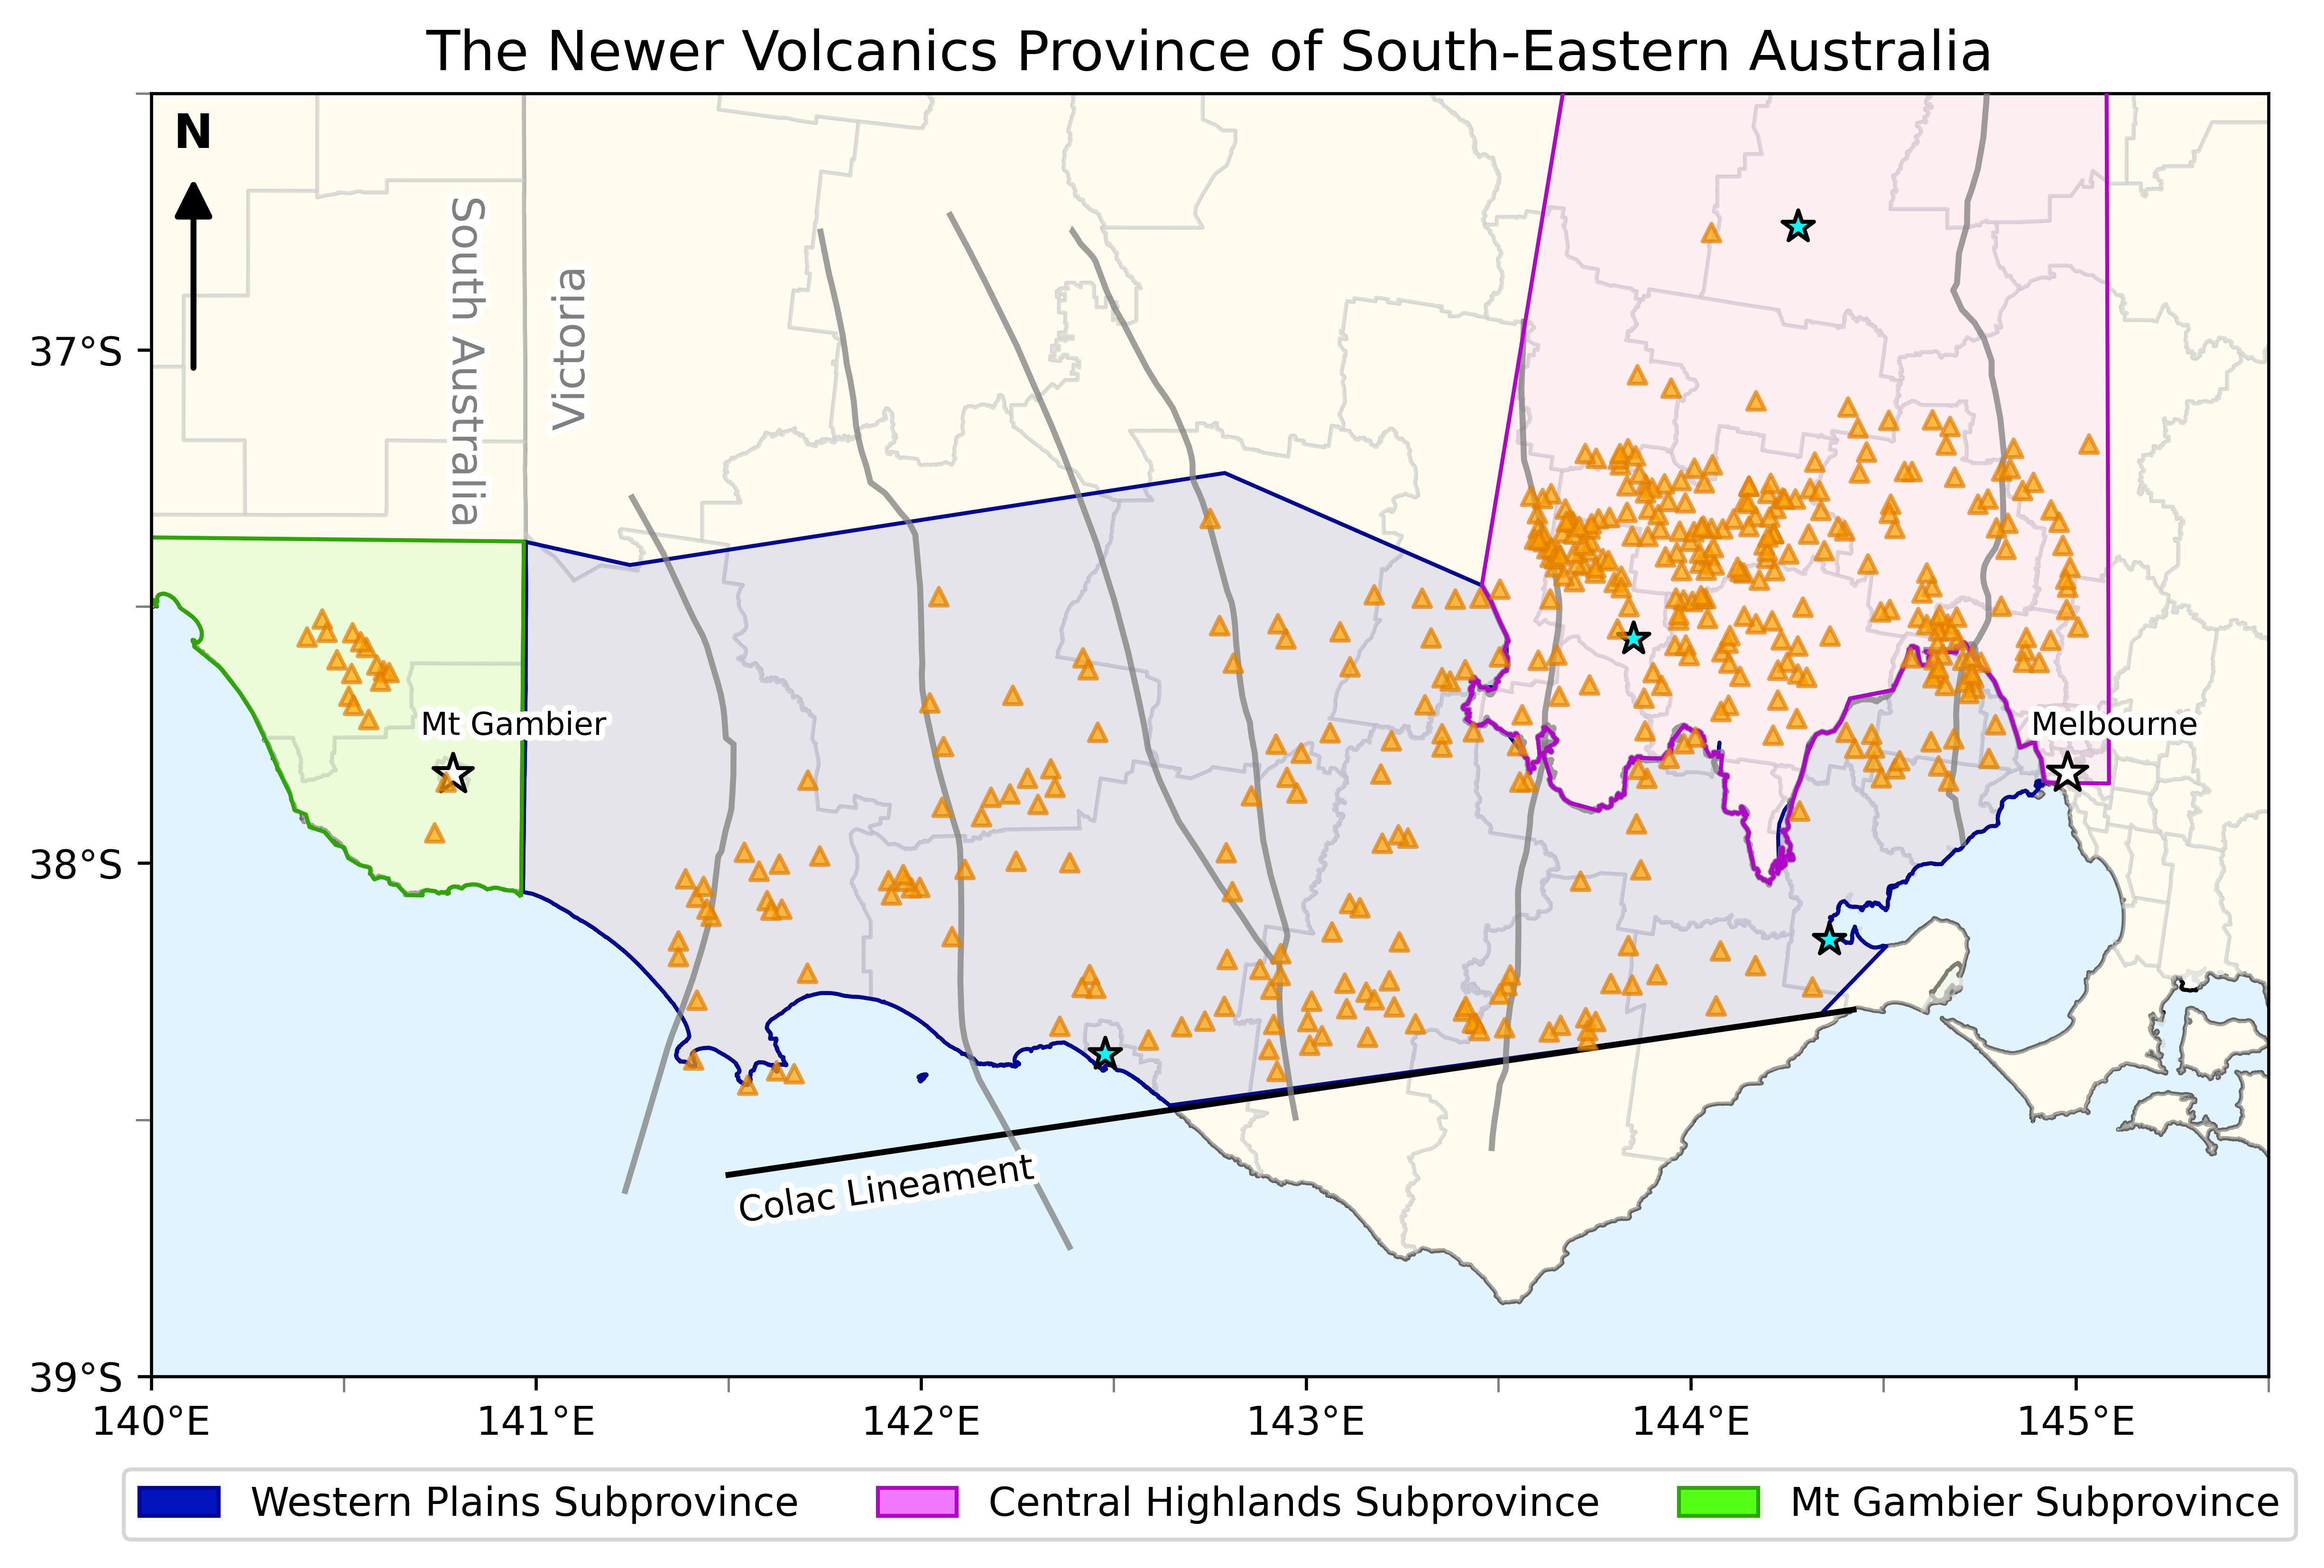 The Newer Volcanics Province of South-Eastern Australia
N
South Australia
Victoria
37°S
38°S
39°S
Mt Gambier
Melbourne
Colac Lineament
140°E
141°E
142°E
143°E
144°E
145°E
Western Plains Subprovince
Central Highlands Subprovince
Mt Gambier Subprovince